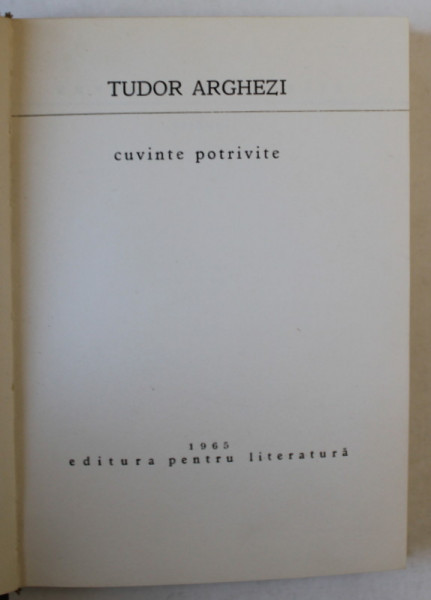 TUDOR ARGHEZI
cuvinte potrivite
1965
editura pentru literatură